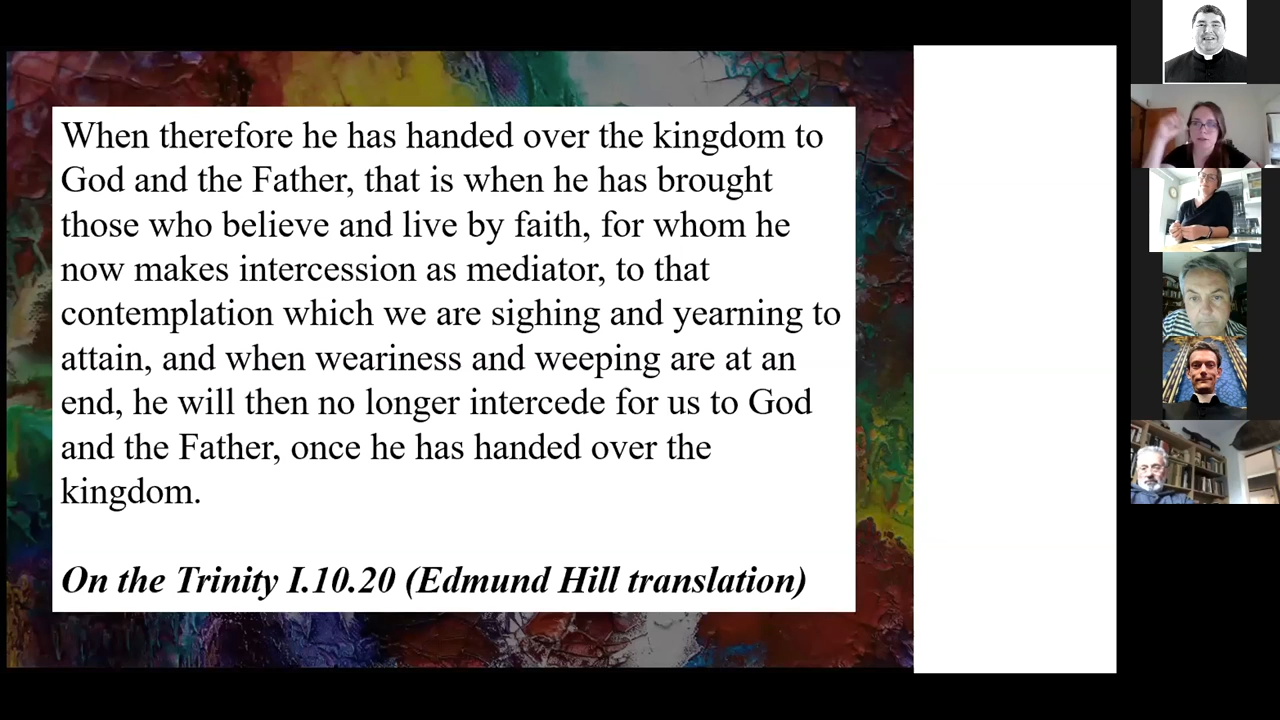 When therefore he has handed over the kingdom to
God and the Father, that is when he has brought
those who believe and live by faith, for whom he
now makes intercession as mediator, to that
contemplation which we are sighing and yearning to
attain, and when weariness and weeping are at an
end, he will then no longer intercede for us to God
and the Father, once he has handed over the
kingdom.
On the Trinity I.10.20 (Edmund Hill translation)